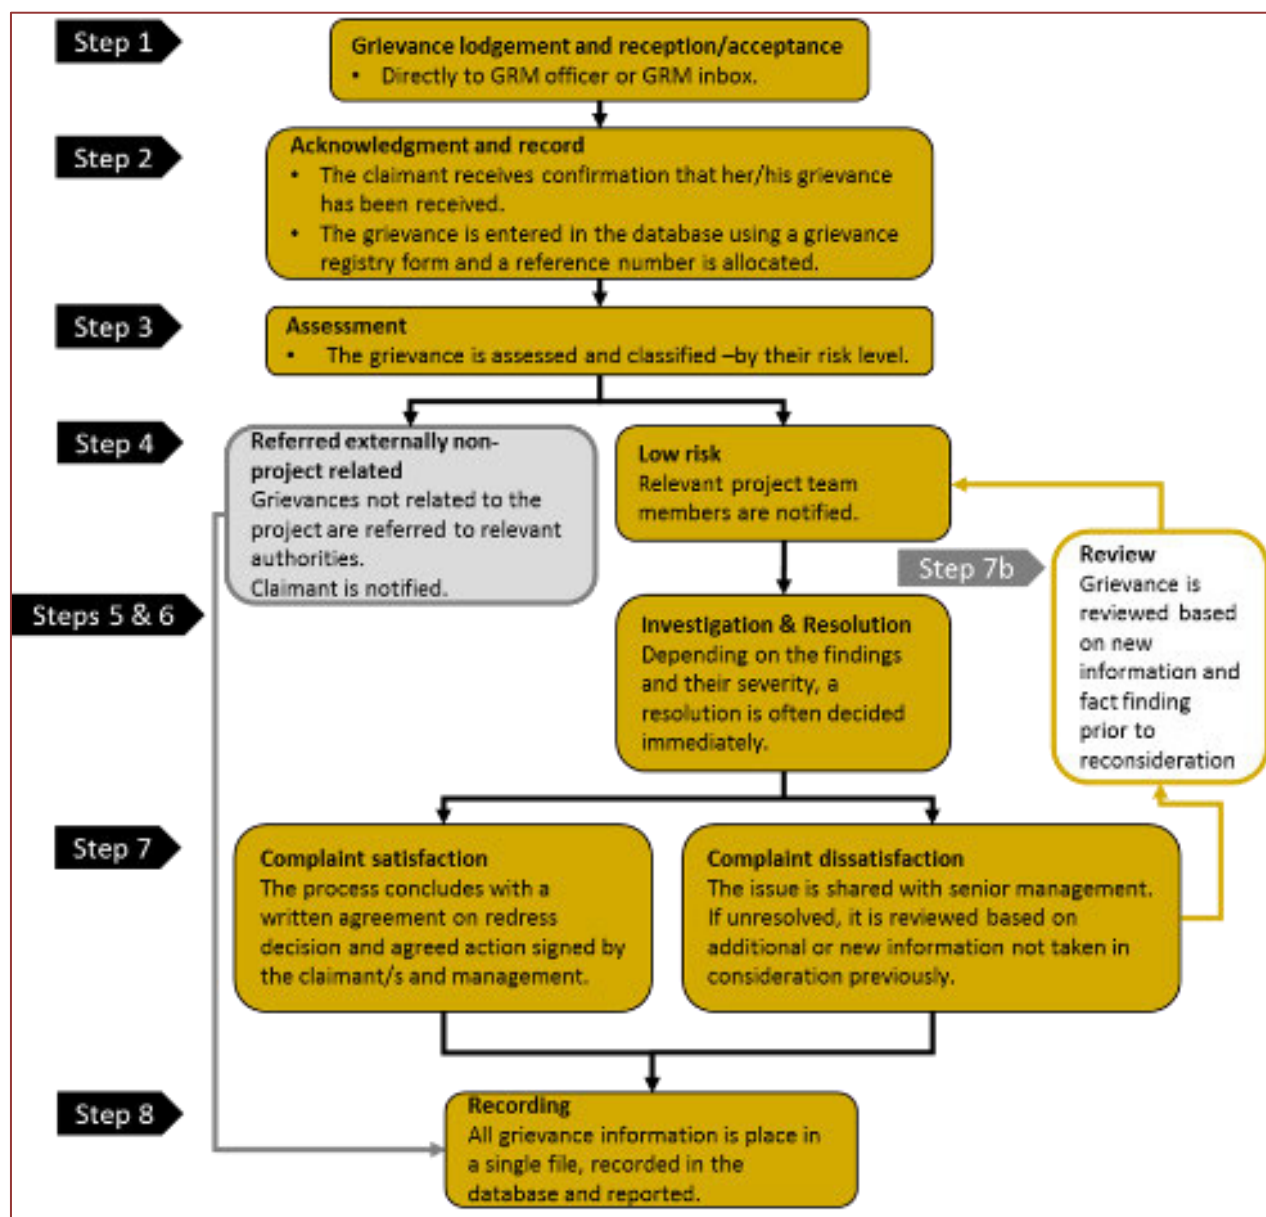 Step 1
Grievance lodgement and reception/acceptance
• Directly to GRM officer or GRM inbox.
Step 2
Acknowledgment and record
• The claimant receives confirmation that her/his grievance
has been received.
• The grievance is entered in the database using a grievance
registry form and a reference number is allocated.
Step 3
Assessment
• The grievance is assessed and classified –by their risk level.
Step 4
Referred externally non-
project related
Grievances not related to the
project are referred to relevant
authorities.
Claimant is notified.
Low risk
Relevant project team
members are notified.
Step 7b
Review
Grievance is
reviewed based
on new
information and
fact finding
prior to
reconsideration
Steps 5 & 6
Investigation & Resolution
Depending on the findings
and their severity, a
resolution is often decided
immediately.
Step 7
Complaint satisfaction
The process concludes with a
written agreement on redress
decision and agreed action signed by
the claimant/s and management.
Complaint dissatisfaction
The issue is shared with senior management.
If unresolved, it is reviewed based on
additional or new information not taken in
consideration previously.
Step 8
Recording
All grievance information is place in
a single file, recorded in the
database and reported.